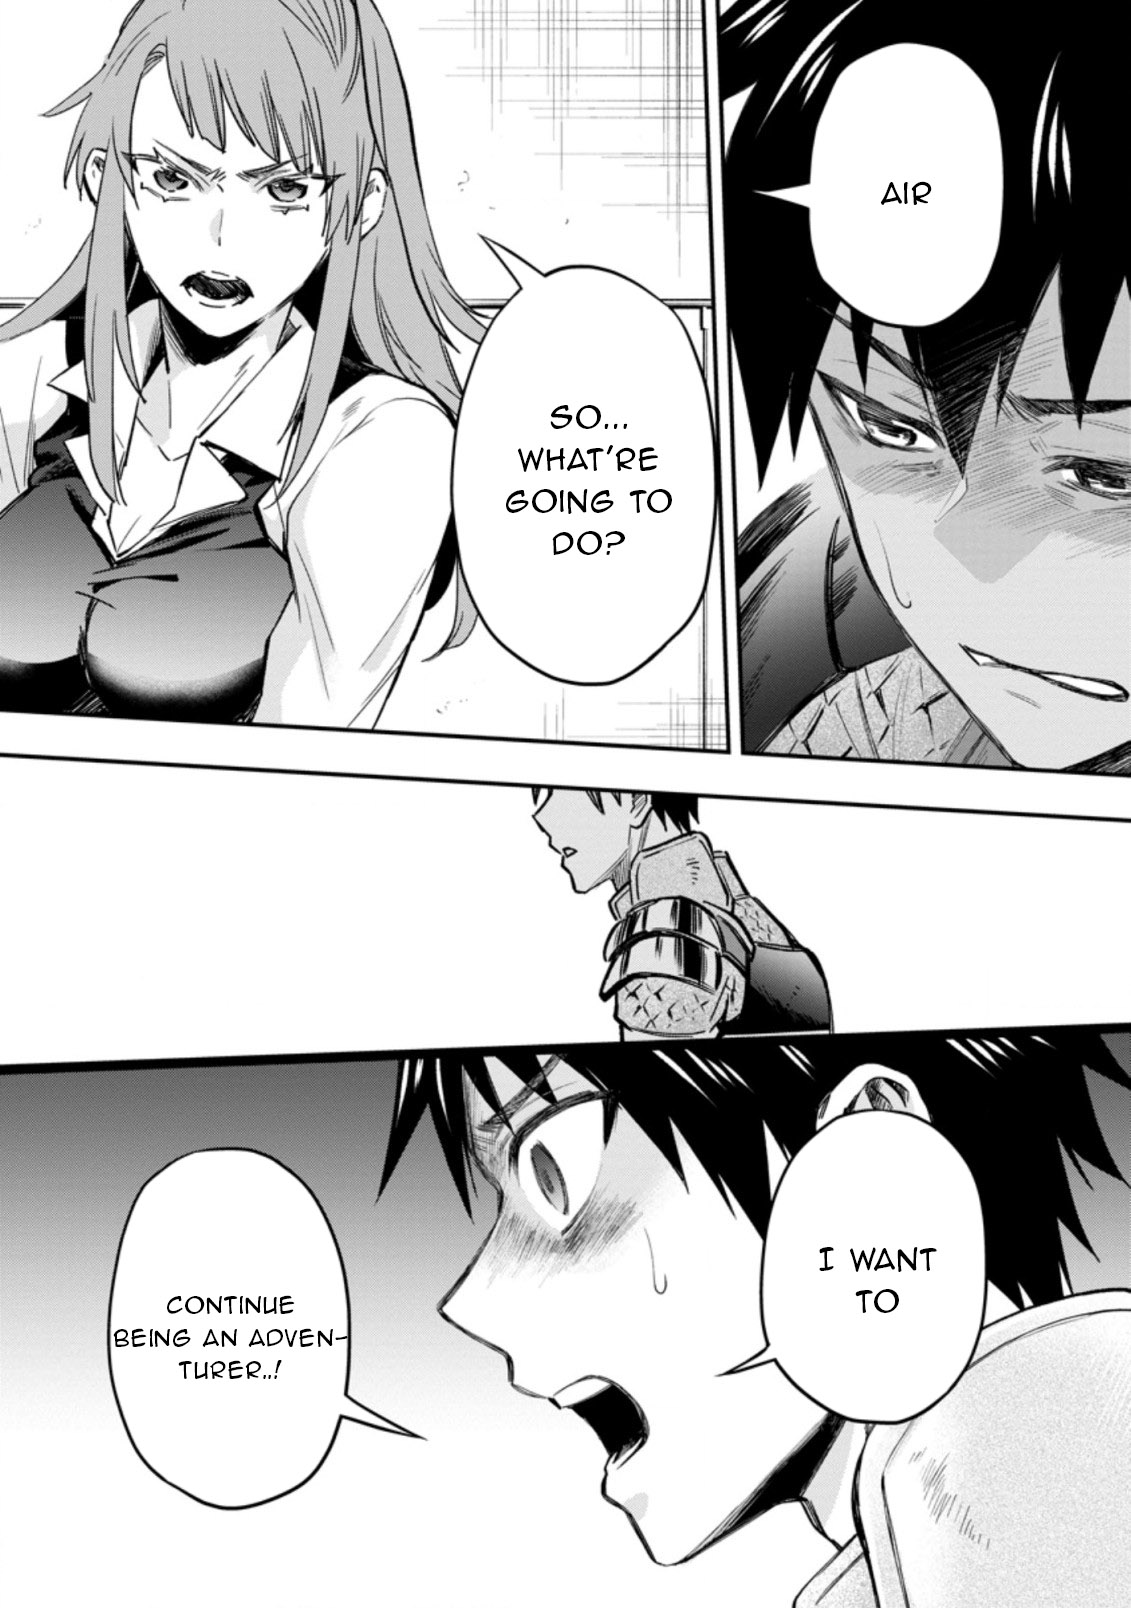 AIR
SO...
WHAT'RE
GOING TO
DO?
I WANT
TO
CONTINUE
BEING AN ADVEN-
TURER..!